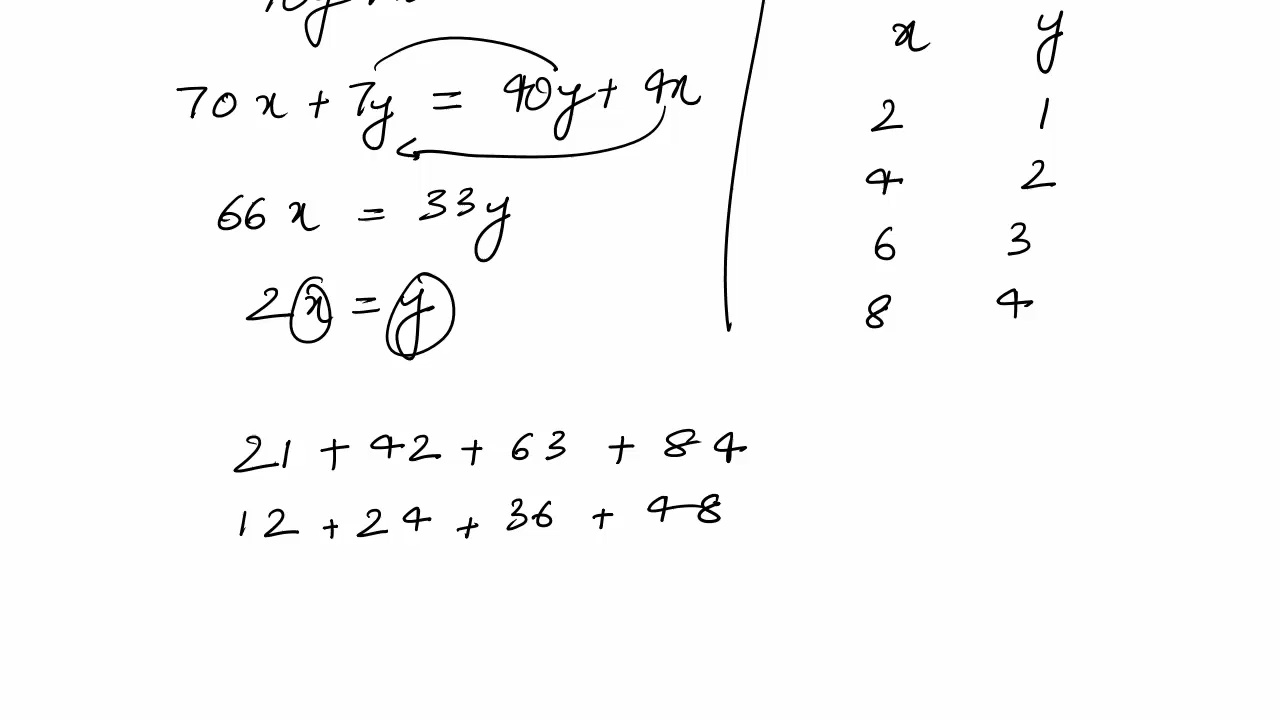 70x + 7y = 40y + 4x
66x = 33y
2x = y
x y
2 1
4 2
6 3
8 4
21 + 42 + 63 + 84
12 + 24 + 36 + 48